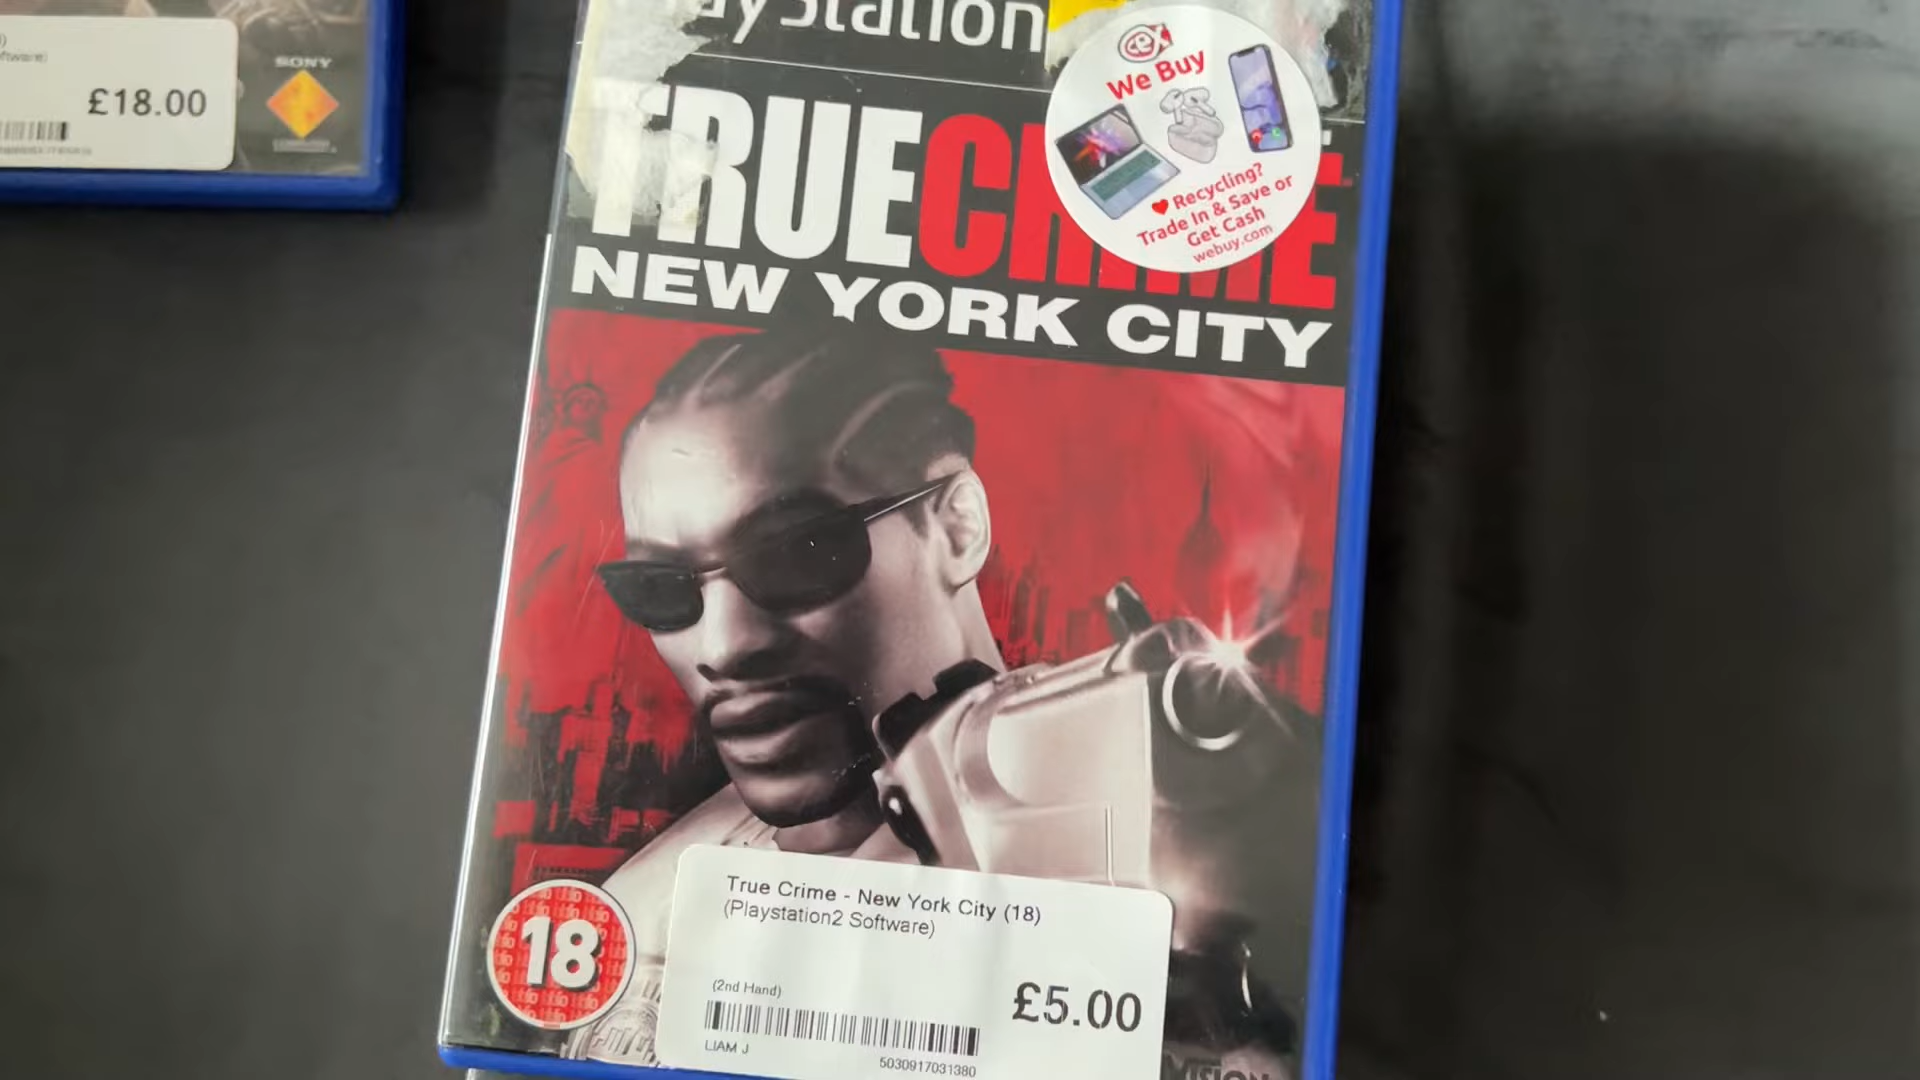 SONY
£18.00
PlayStation
cex
We Buy
Recycling?
Trade In & Save or
Get Cash
webuy.com
TRUE CRIME
NEW YORK CITY
True Crime - New York City (18)
(Playstation2 Software)
(2nd Hand)
£5.00
LIAM J
5030917031380
18